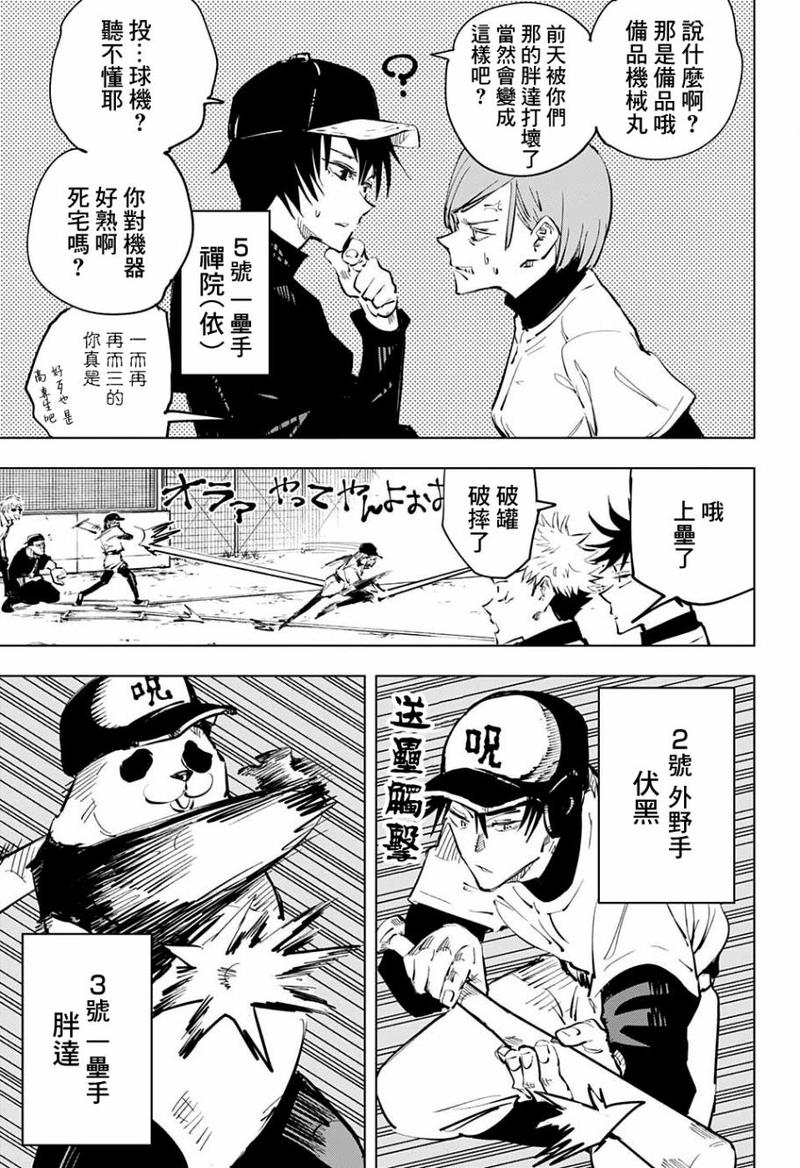 說什麼啊?
那是備品哦
備品機械丸
前天被你們
那的胖達打壞了
當然會變成
這樣吧?
?
投…球機?
聽不懂耶
你對機器
好熟啊
死宅嗎?
5號一壘手
禪院(依)
一而再
再而三的
你真是
好歹也是
高專生吧
哦
上壘了
破罐
破摔了
オラァ やってやんよおお
2號外野手
伏黑
呪
送壘觸擊
呪
3號一壘手
胖達